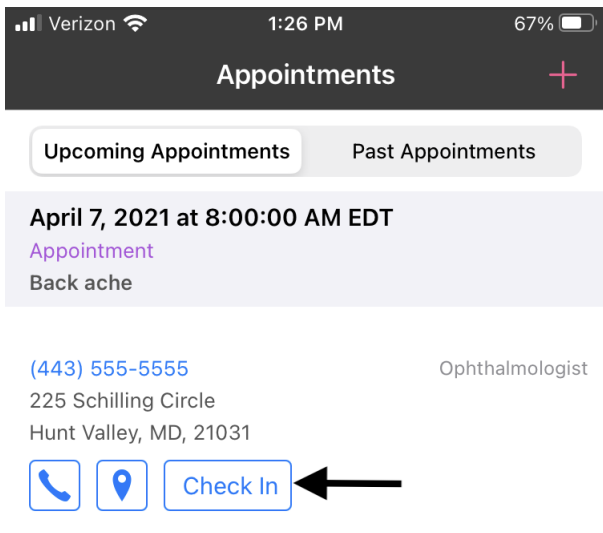 Verizon 1:26 PM 67%
Appointments
Upcoming Appointments Past Appointments
April 7, 2021 at 8:00:00 AM EDT
Appointment
Back ache
(443) 555-5555 Ophthalmologist
225 Schilling Circle
Hunt Valley, MD, 21031
Check In